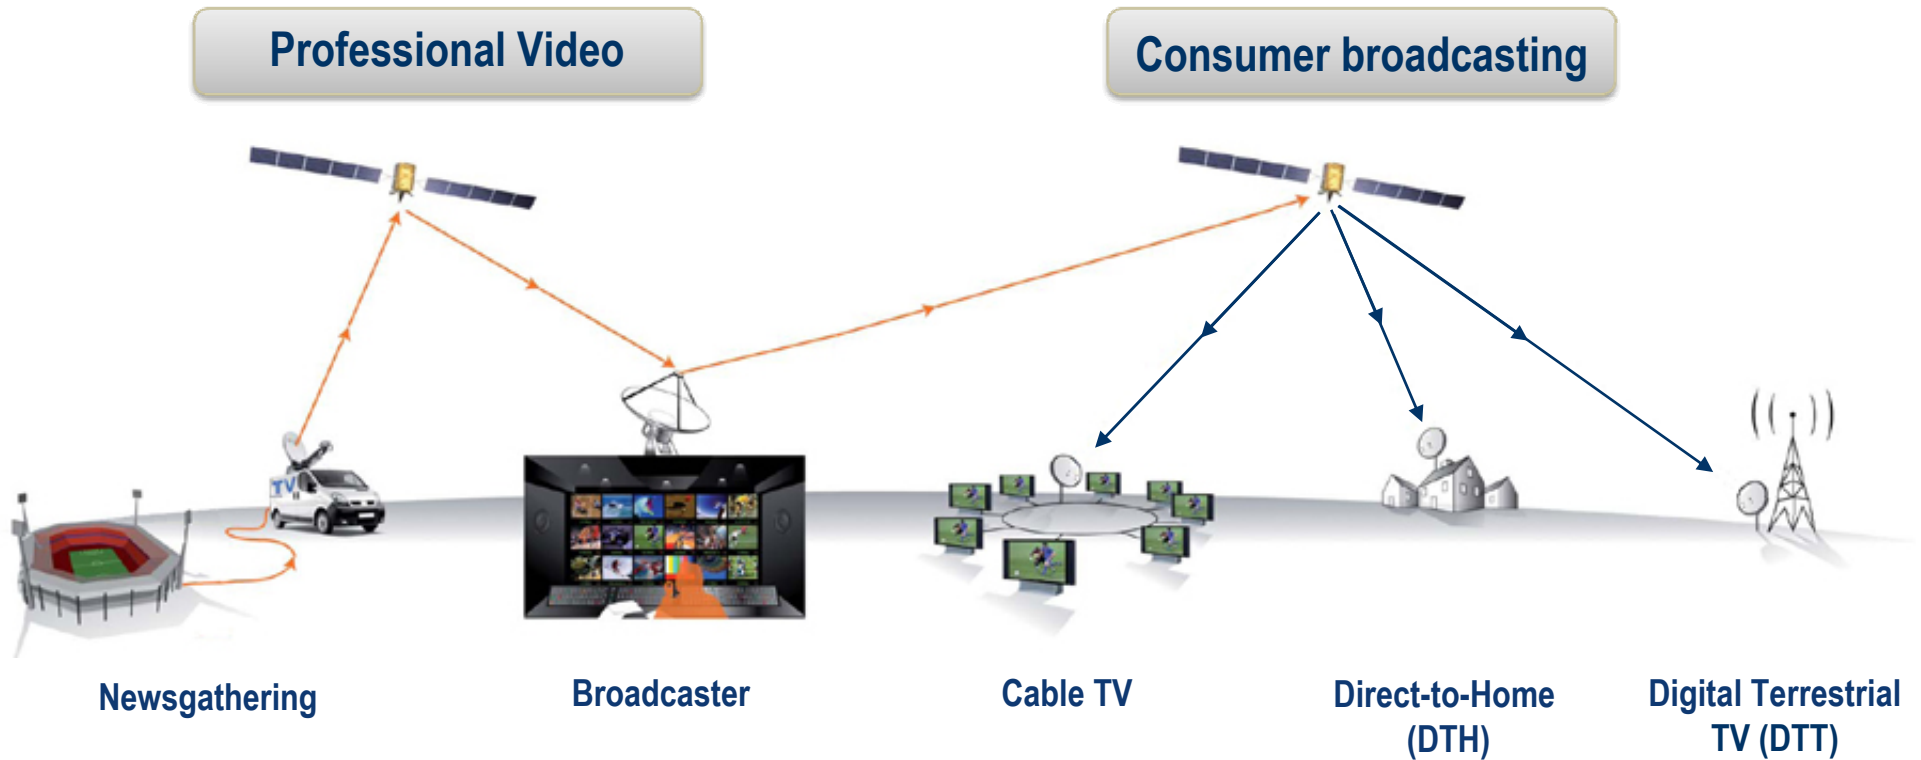 Professional Video
Consumer broadcasting
TV
Newsgathering
Broadcaster
Cable TV
Direct-to-Home
(DTH)
Digital Terrestrial
TV (DTT)